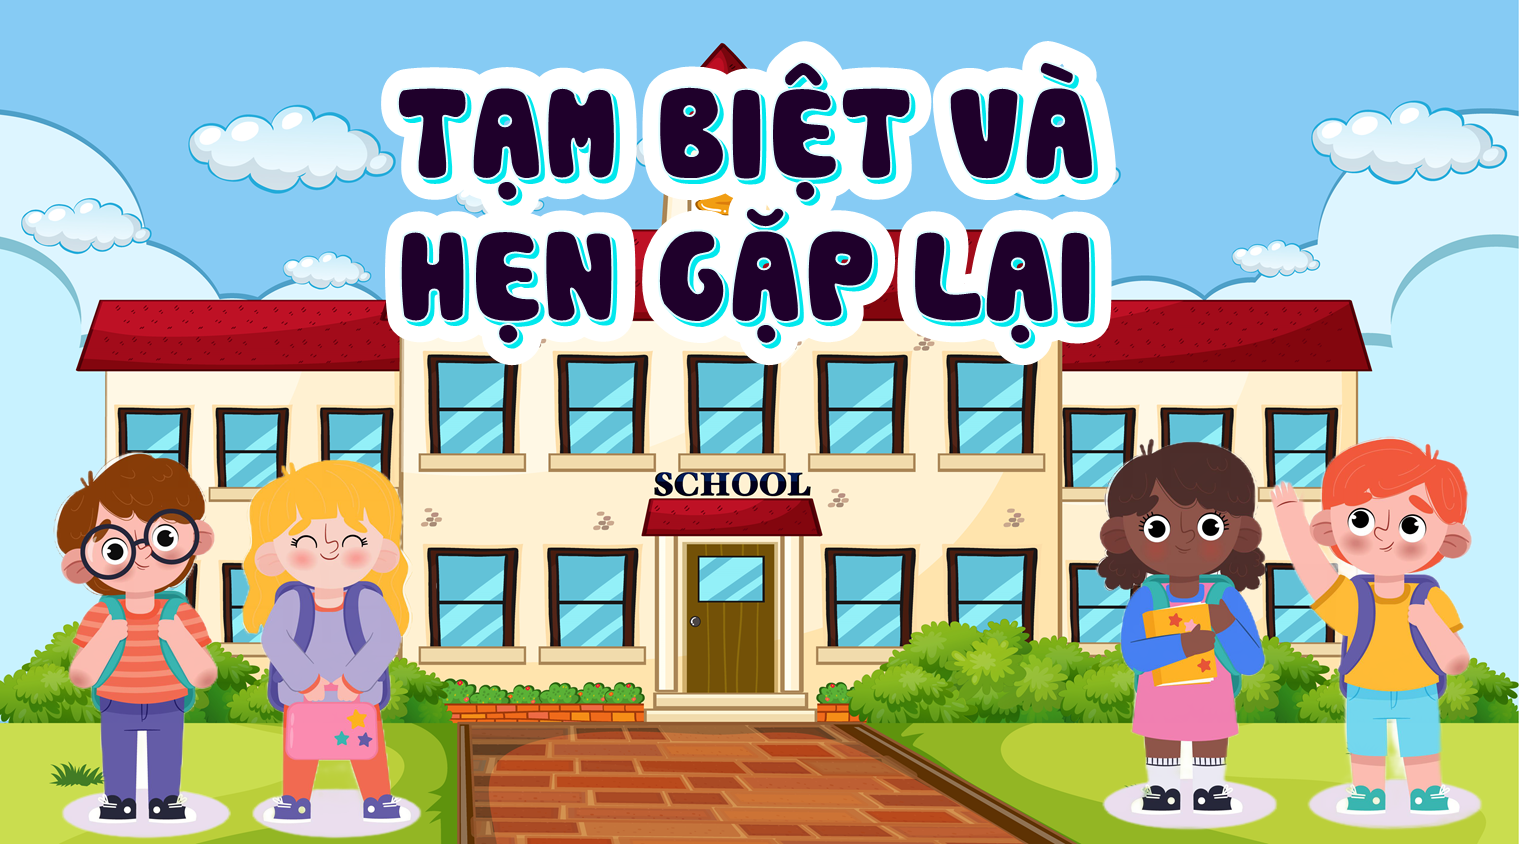 TẠM BIỆT VÀ
HẸN GẶP LẠI
SCHOOL